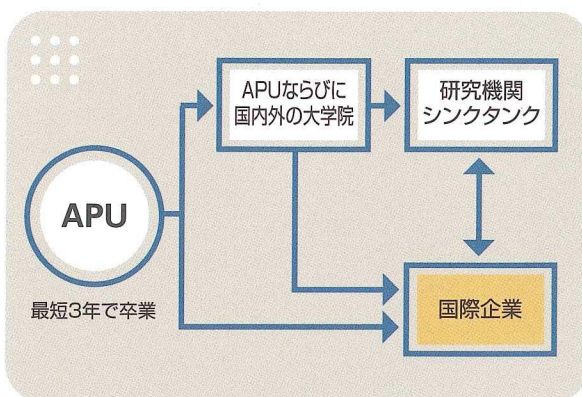 APUならびに
国内外の大学院
研究機関
シンクタンク
APU
最短3年で卒業
国際企業